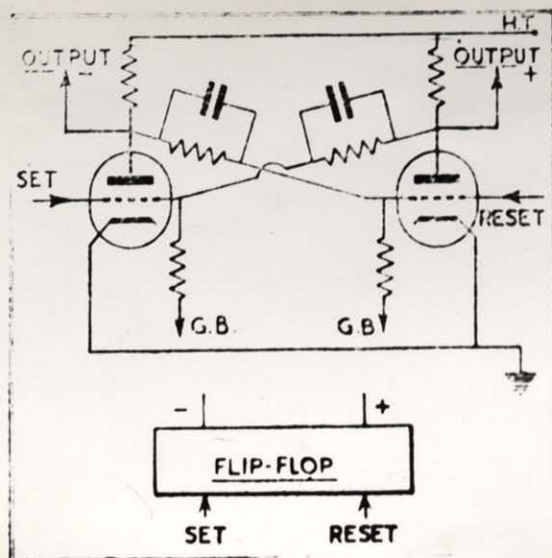 H.T.
OUTPUT
-
OUTPUT
+
SET
RESET
G.B.
G.B
- +
FLIP-FLOP
SET RESET